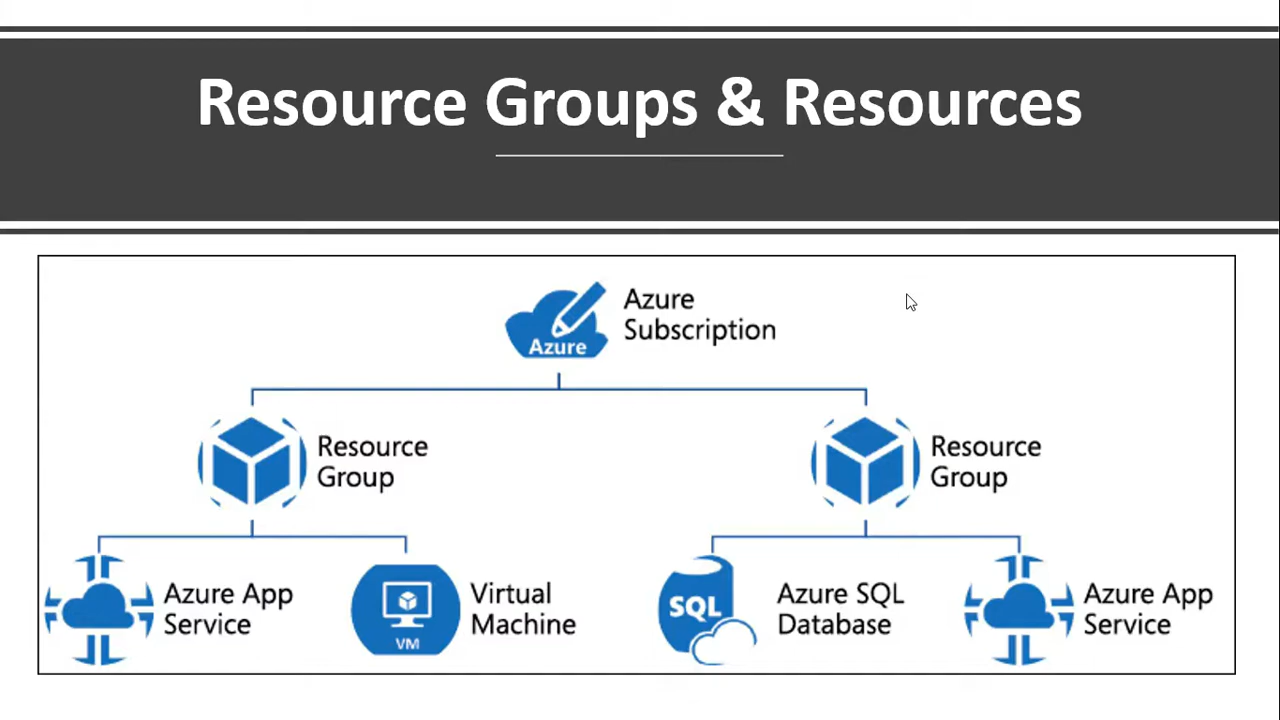 Resource Groups & Resources
Azure
Azure
Subscription
Resource
Group
Resource
Group
Azure App
Service
VM
Virtual
Machine
SQL
Azure SQL
Database
Azure App
Service